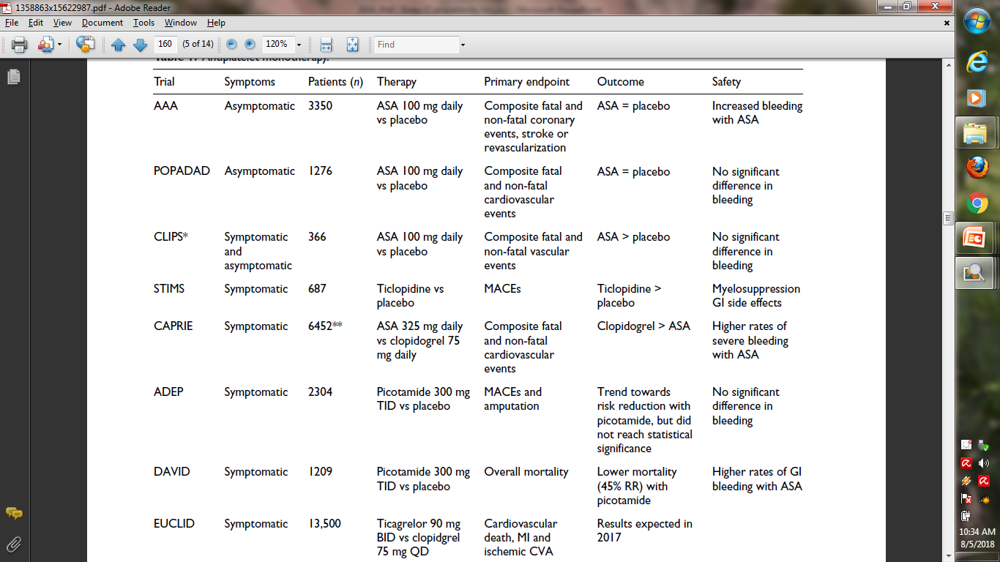 1358863x15622987.pdf - Adobe Reader
File Edit View Document Tools Window Help
160 (5 of 14) 120% Find
Table 1. Antiplatelet monotherapy.
Trial Symptoms Patients (n) Therapy Primary endpoint Outcome Safety
AAA Asymptomatic 3350 ASA 100 mg daily Composite fatal and ASA = placebo Increased bleeding
vs placebo non-fatal coronary with ASA
events, stroke or
revascularization
POPADAD Asymptomatic 1276 ASA 100 mg daily Composite fatal ASA = placebo No significant
vs placebo and non-fatal difference in
cardiovascular bleeding
events
CLIPS* Symptomatic 366 ASA 100 mg daily Composite fatal and ASA > placebo No significant
and vs placebo non-fatal vascular difference in
asymptomatic events bleeding
STIMS Symptomatic 687 Ticlopidine vs MACEs Ticlopidine > Myelosuppression
placebo placebo GI side effects
CAPRIE Symptomatic 6452** ASA 325 mg daily Composite fatal Clopidogrel > ASA Higher rates of
vs clopidogrel 75 and non-fatal severe bleeding
mg daily cardiovascular with ASA
events
ADEP Symptomatic 2304 Picotamide 300 mg MACEs and Trend towards No significant
TID vs placebo amputation risk reduction with difference in
picotamide, but did bleeding
not reach statistical
significance
DAVID Symptomatic 1209 Picotamide 300 mg Overall mortality Lower mortality Higher rates of GI
TID vs placebo (45% RR) with bleeding with ASA
picotamide
EUCLID Symptomatic 13,500 Ticagrelor 90 mg Cardiovascular Results expected in
BID vs clopidgrel death, MI and 2017
75 mg QD ischemic CVA
10:34 AM
8/5/2018